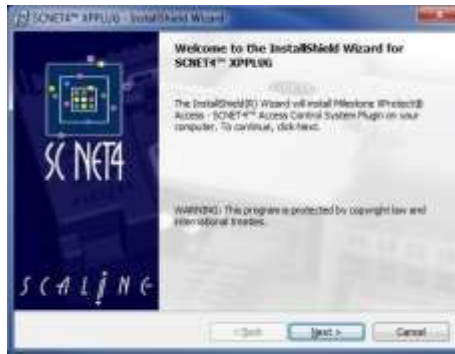 SCNET4™ XPPLUG - InstallShield Wizard
Welcome to the InstallShield Wizard for
SCNET4™ XPPLUG
The InstallShield(R) Wizard will install Milestone XProtect®
Access - SCNET4™ Access Control System Plugin on your
computer. To continue, click Next.
SC NET4
WARNING: This program is protected by copyright law and
international treaties.
SCALINE
< Back
Next >
Cancel